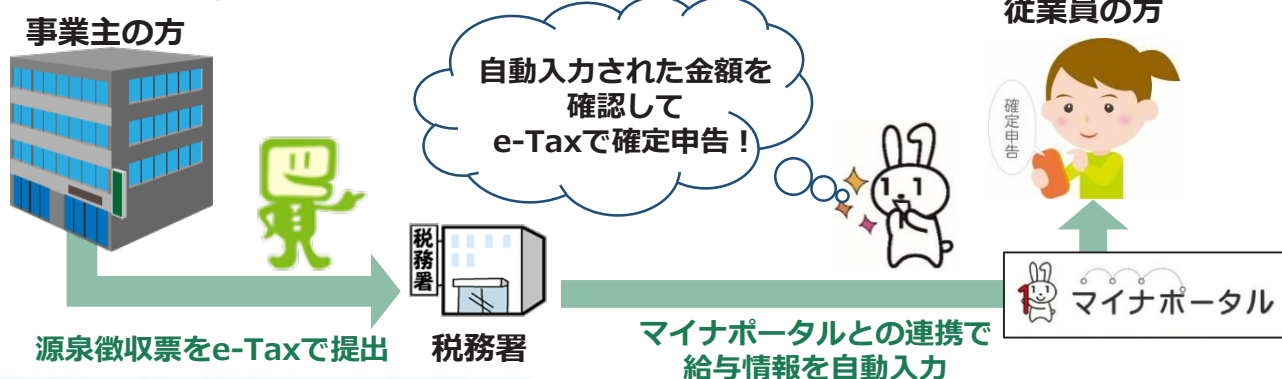 事業主の方
従業員の方
自動入力された金額を
確認して
e-Taxで確定申告！
確定申告
税務署
マイナポータル
源泉徴収票をe-Taxで提出
税務署
マイナポータルとの連携で
給与情報を自動入力